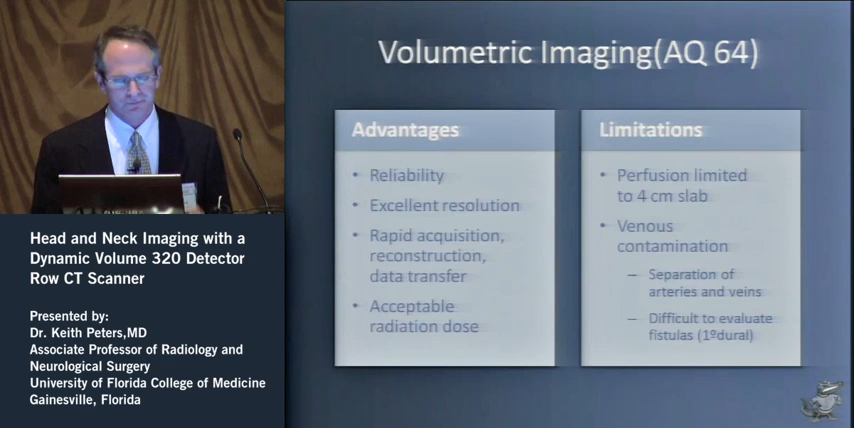 Volumetric Imaging(AQ 64)
Advantages
• Reliability
• Excellent resolution
• Rapid acquisition,
reconstruction,
data transfer
• Acceptable
radiation dose
Limitations
• Perfusion limited
to 4 cm slab
• Venous
contamination
– Separation of
arteries and veins
– Difficult to evaluate
fistulas (1ºdural)
Head and Neck Imaging with a
Dynamic Volume 320 Detector
Row CT Scanner
Presented by:
Dr. Keith Peters,MD
Associate Professor of Radiology and
Neurological Surgery
University of Florida College of Medicine
Gainesville, Florida